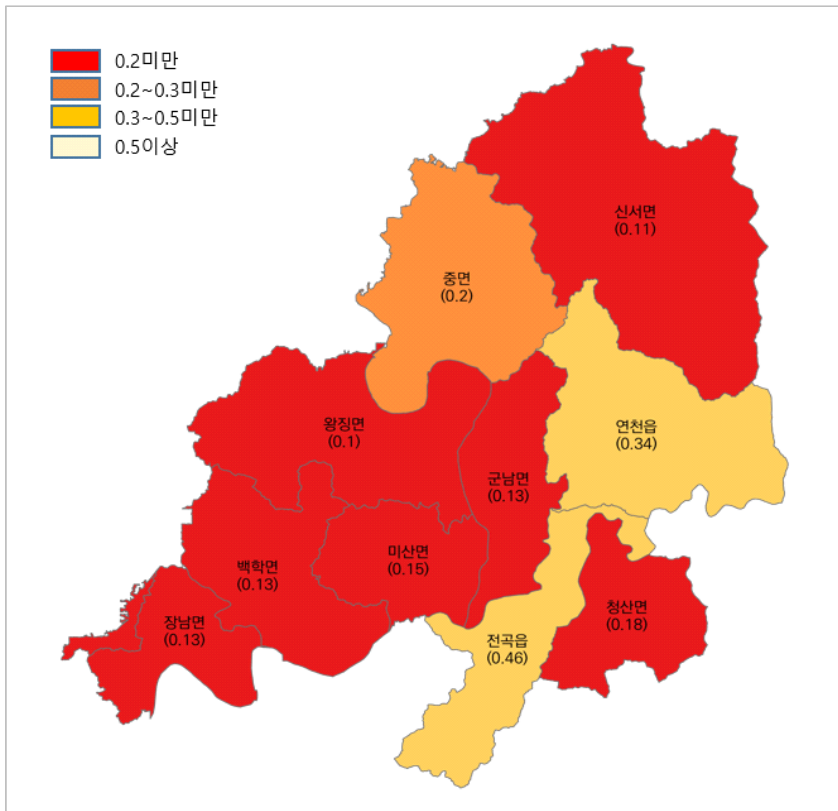 0.2미만
0.2~0.3미만
0.3~0.5미만
0.5이상
신서면
(0.11)
중면
(0.2)
왕징면
(0.1)
연천읍
(0.34)
군남면
(0.13)
미산면
(0.15)
백학면
(0.13)
장남면
(0.13)
청산면
(0.18)
전곡읍
(0.46)